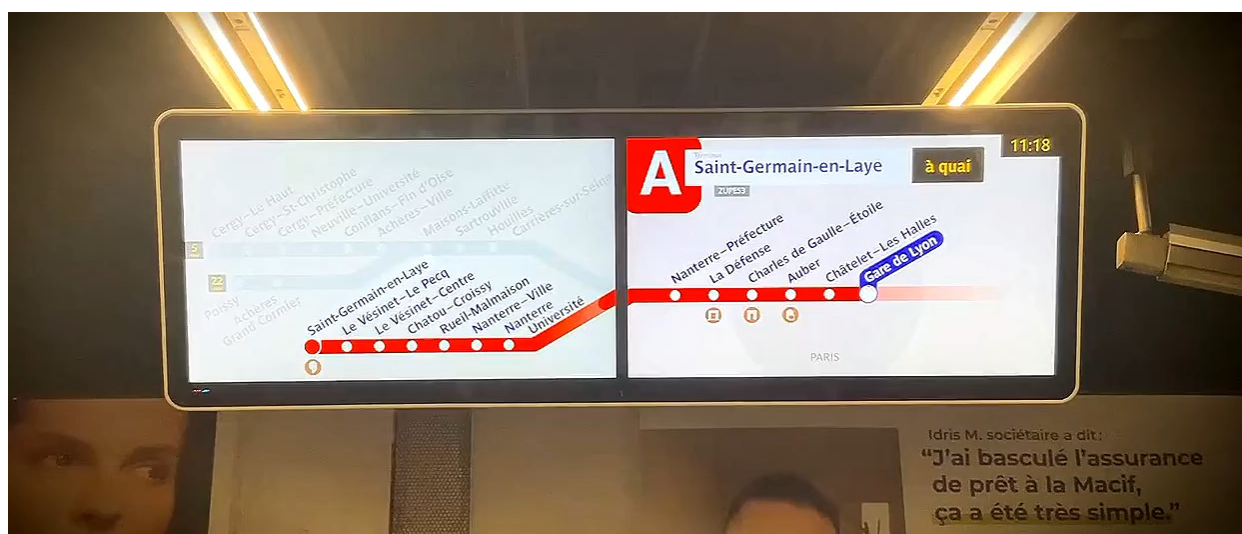 Cergy–Le Haut
Cergy–St-Christophe
Cergy–Préfecture
Neuville–Université
Conflans–Fin d'Oise
Achères–Ville
Maisons-Laffitte
Sartrouville
Houilles
Carrières-sur-Seine
5
22
Poissy
Achères
Grand Cormier
Saint-Germain-en-Laye
Le Vésinet–Le Pecq
Le Vésinet–Centre
Chatou–Croissy
Rueil-Malmaison
Nanterre–Ville
Nanterre
Université
A
Saint-Germain-en-Laye
à quai
11:18
Nanterre–Préfecture
La Défense
Charles de Gaulle–Étoile
Auber
Châtelet–Les Halles
Gare de Lyon
PARIS
Idris M. sociétaire a dit :
“J'ai basculé l'assurance
de prêt à la Macif,
ça a été très simple.”